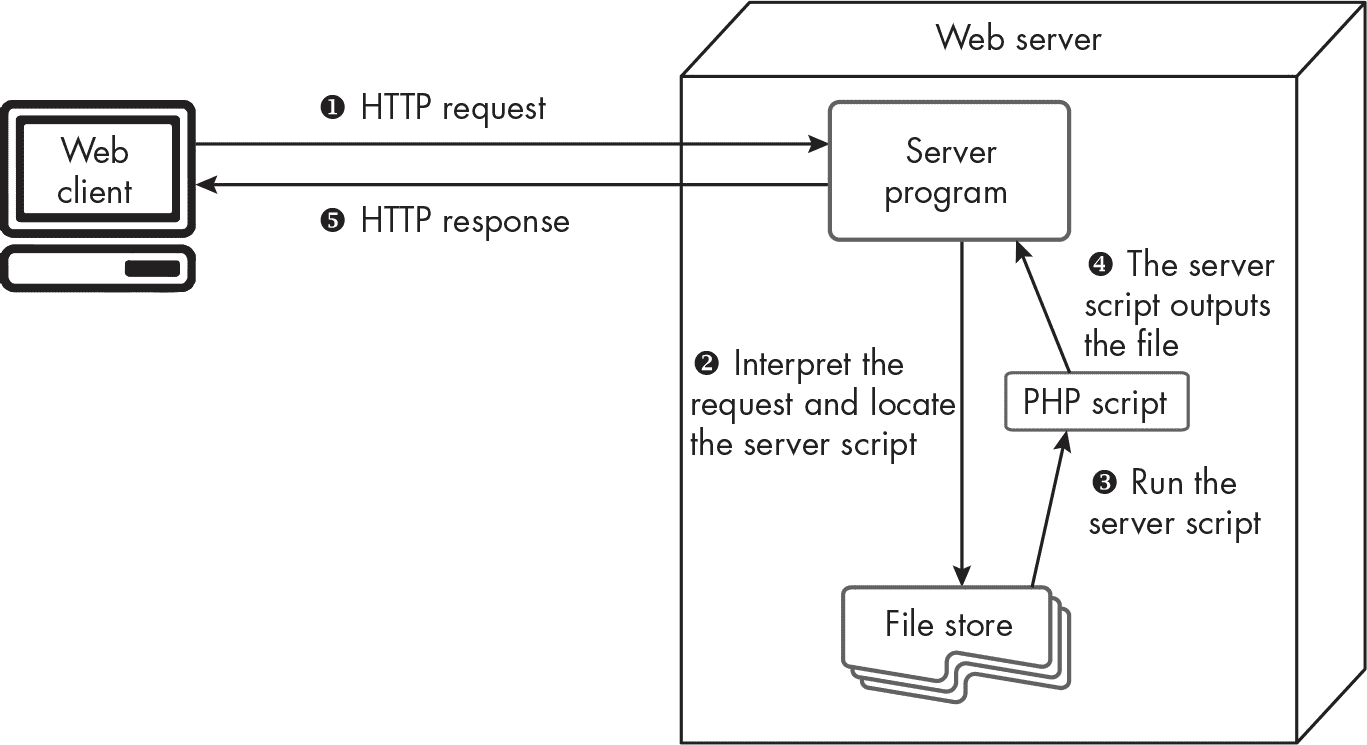 Web server
❶ HTTP request
Web
client
Server
program
❺ HTTP response
❹ The server
script outputs
the file
❷ Interpret the
request and locate
the server script
PHP script
❸ Run the
server script
File store